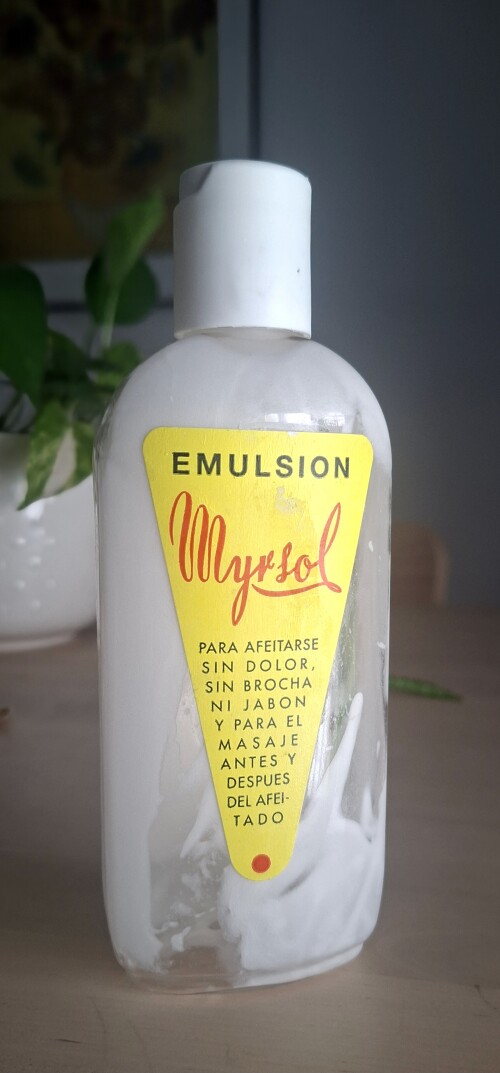 EMULSION
Myrsol
PARA AFEITARSE
SIN DOLOR,
SIN BROCHA
NI JABON
Y PARA EL
MASAJE
ANTES Y
DESPUES
DEL AFEI-
TADO